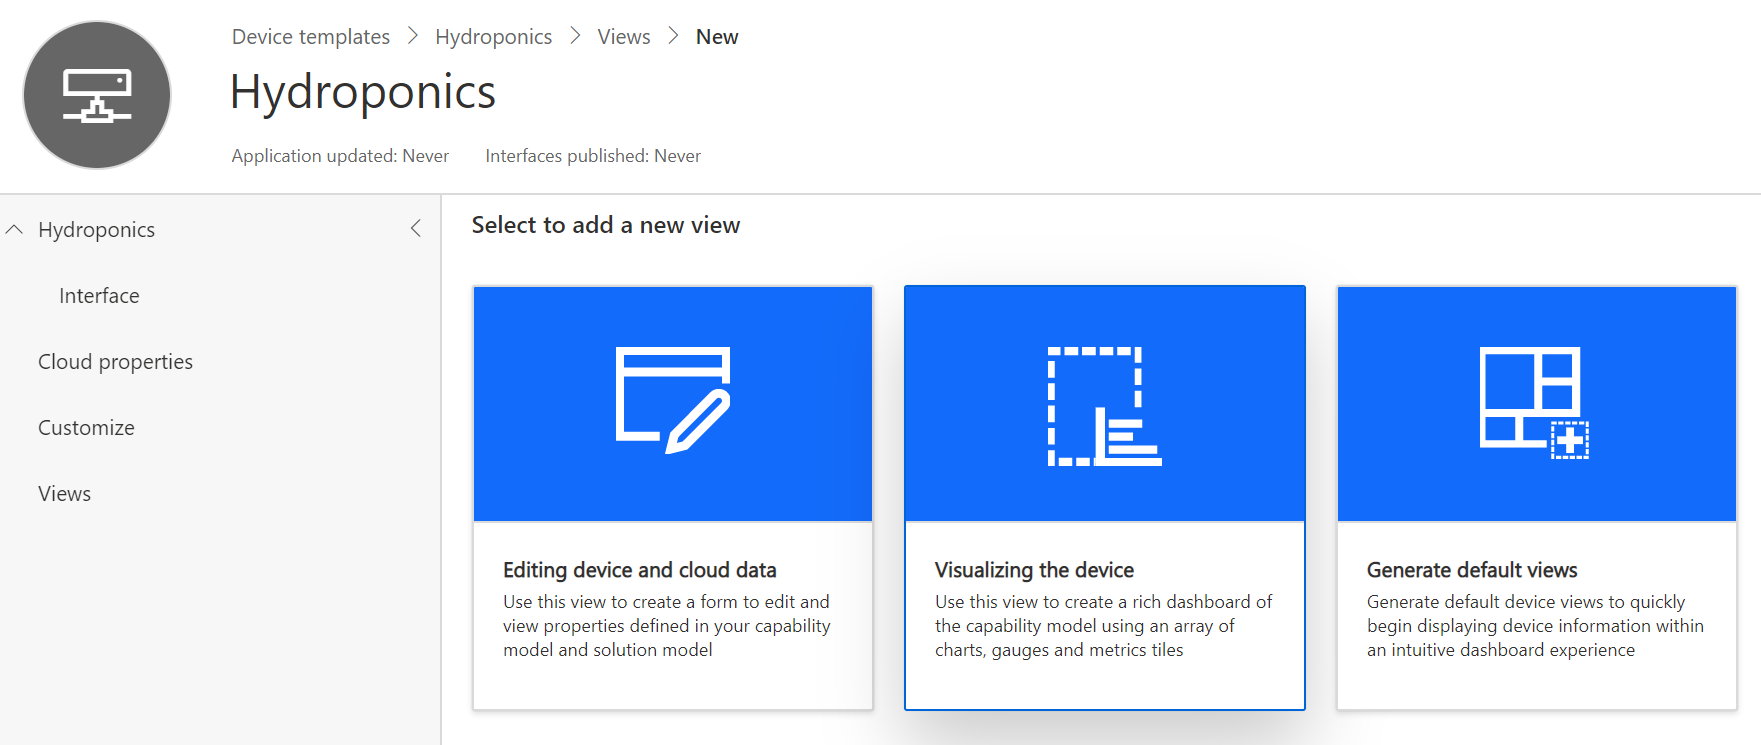 Device templates Hydroponics Views New
Hydroponics
Application updated: Never Interfaces published: Never
Hydroponics
Interface
Cloud properties
Customize
Views
Select to add a new view
Editing device and cloud data
Use this view to create a form to edit and
view properties defined in your capability
model and solution model
Visualizing the device
Use this view to create a rich dashboard of
the capability model using an array of
charts, gauges and metrics tiles
Generate default views
Generate default device views to quickly
begin displaying device information within
an intuitive dashboard experience